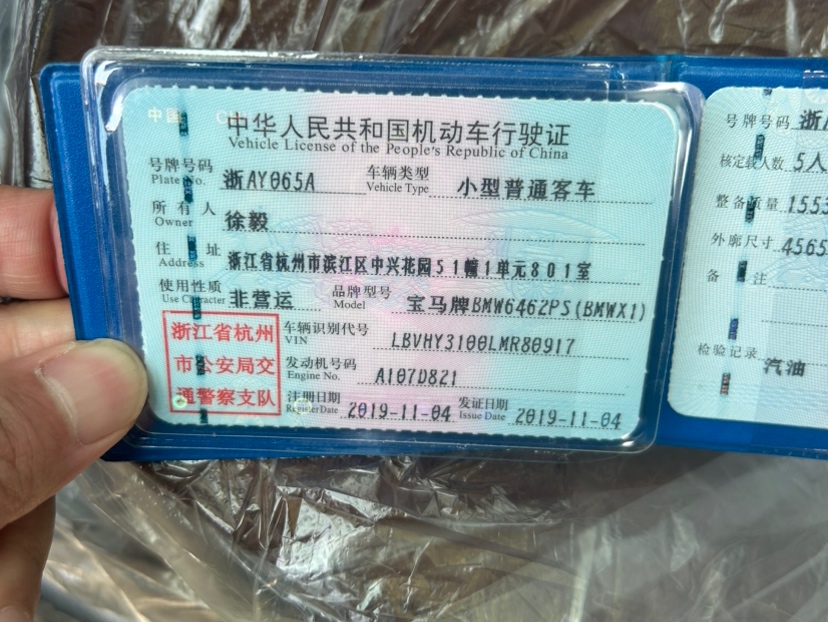 中华人民共和国机动车行驶证
Vehicle License of the People's Republic of China
号牌号码 浙AY065A 车辆类型 小型普通客车
Plate No. Vehicle Type
所有人 徐毅
Owner
住址 浙江省杭州市滨江区中兴花园51幢1单元801室
Address
使用性质 非营运 品牌型号 宝马牌BMW6462PS(BMWX1)
Use Character Model
浙江省杭州
市公安局交
通警察支队
车辆识别代号 LBVHY3100LMR80917
VIN
发动机号码 A107D821
Engine No.
注册日期 2019-11-04 发证日期 2019-11-04
Register Date Issue Date
号牌号码 浙
核定载人数 5人
整备质量 1553
外廓尺寸 4565
备注
检验记录 汽油